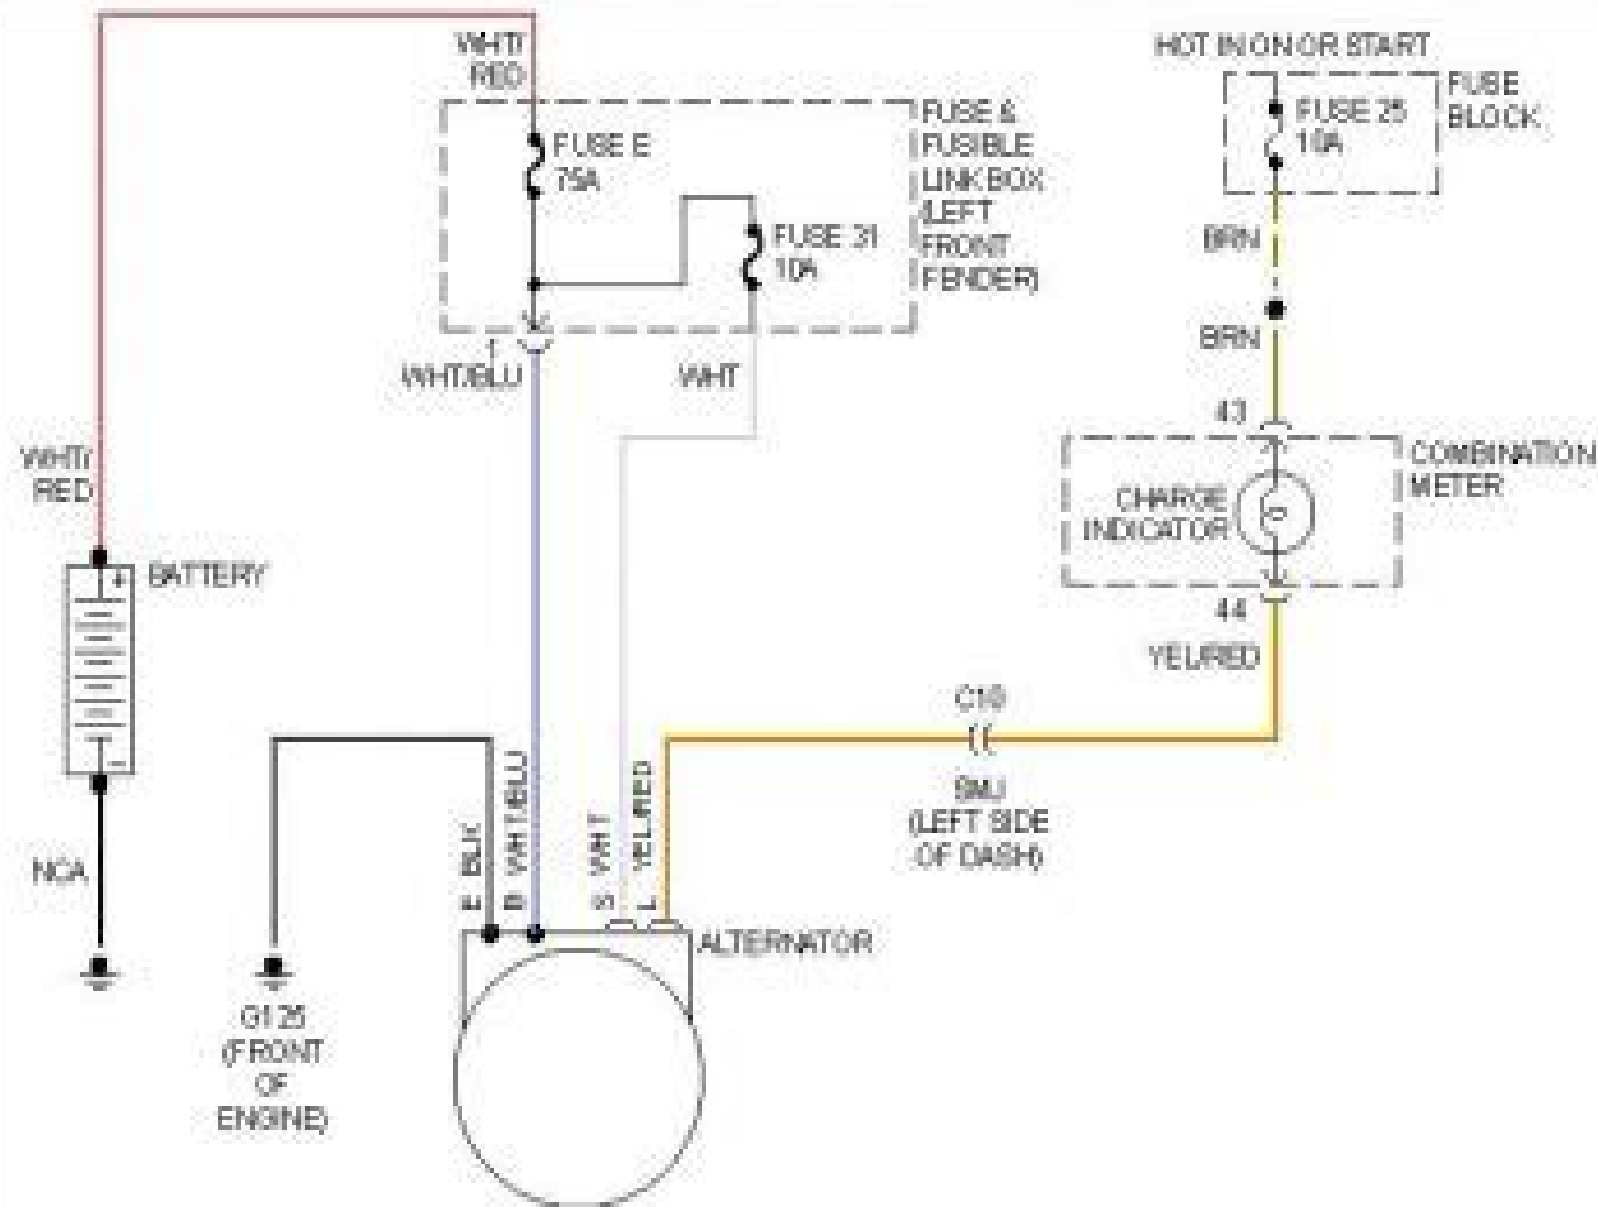 WHT/
RED
HOT IN ON OR START
FUSE E
75A
FUSE &
FUSIBLE
LINK BOX
(LEFT
FRONT
FENDER)
FUSE 31
10A
FUSE 25
10A
FUSE
BLOCK
BRN
BRN
1
WHT/BLU
WHT
43
WHT/
RED
COMBINATION
METER
CHARGE
INDICATOR
44
YEL/RED
BATTERY
+
-
NCA
C10
SMJ
(LEFT SIDE
OF DASH)
E BLK
B WHT/BLU
S WHT
L YEL/RED
ALTERNATOR
G125
(FRONT
OF
ENGINE)